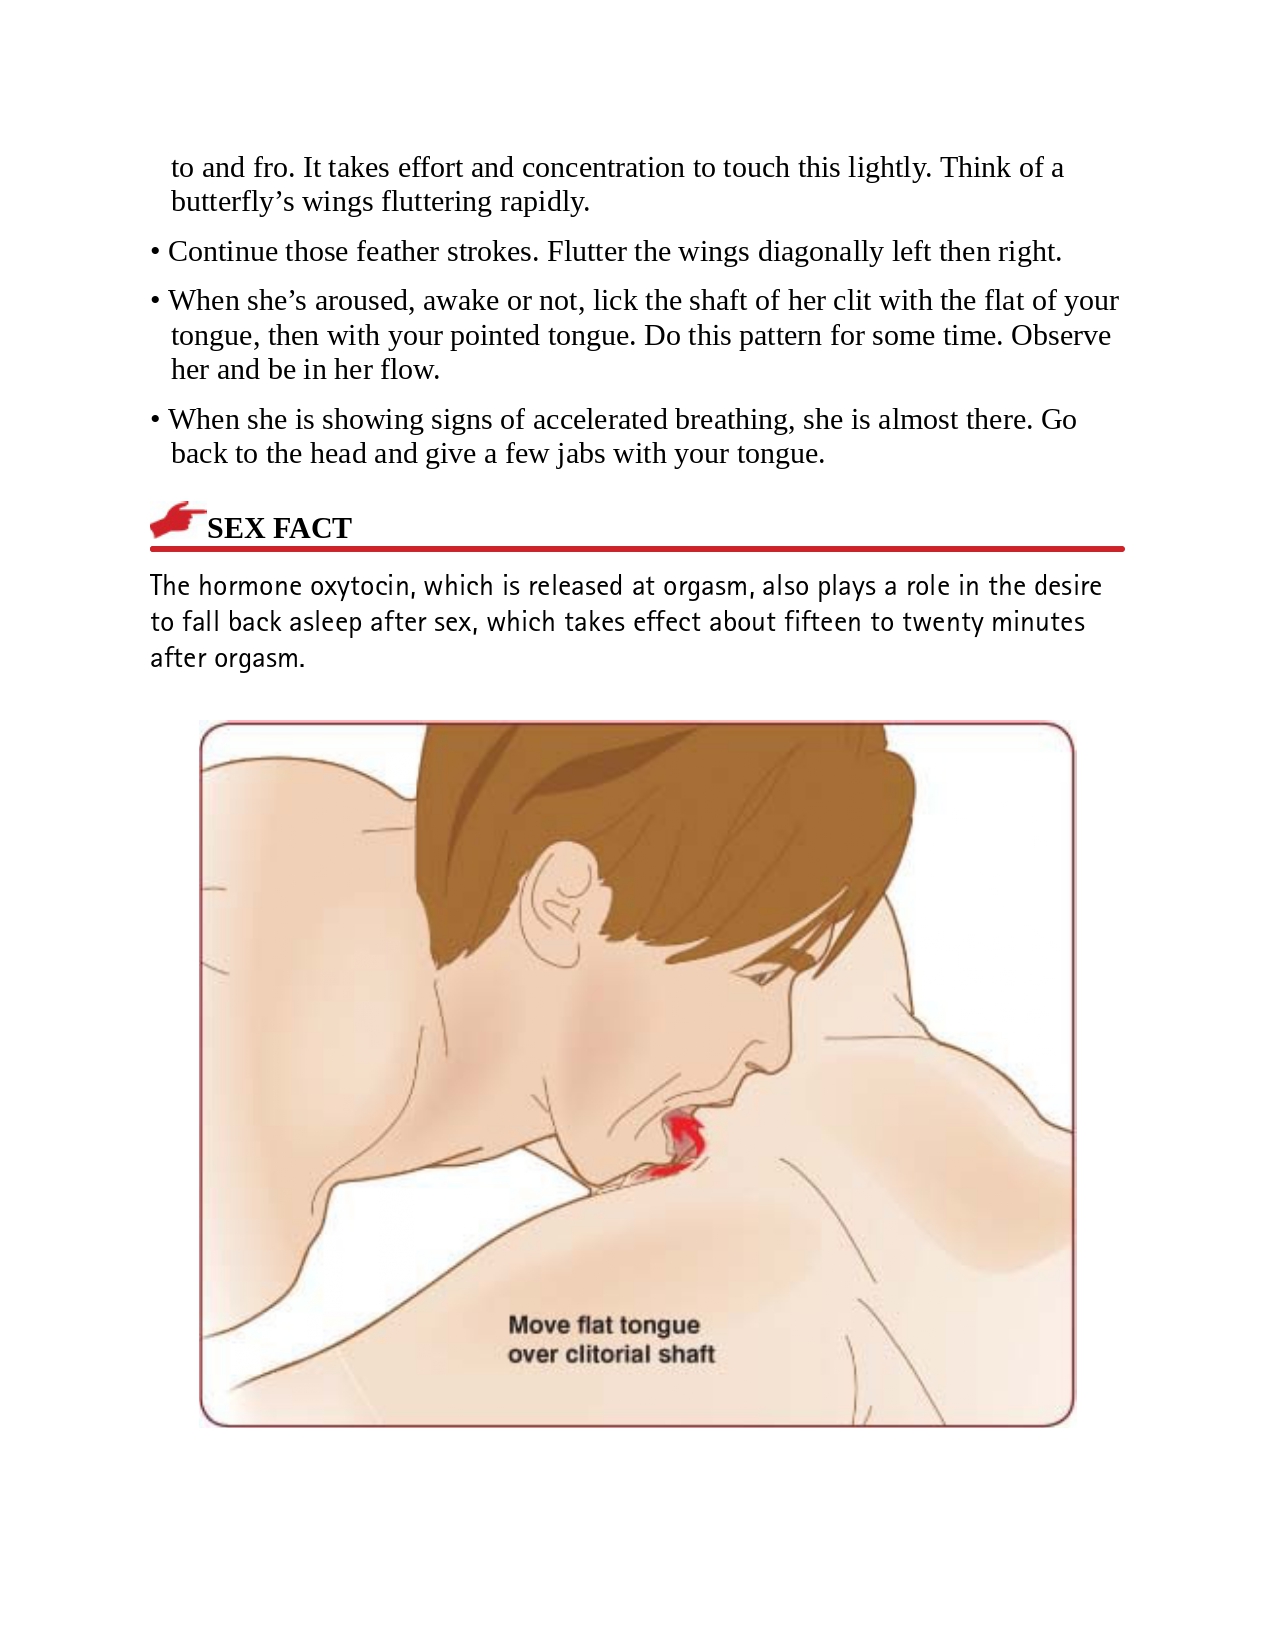 to and fro. It takes effort and concentration to touch this lightly. Think of a
butterfly’s wings fluttering rapidly.
• Continue those feather strokes. Flutter the wings diagonally left then right.
• When she’s aroused, awake or not, lick the shaft of her clit with the flat of your
tongue, then with your pointed tongue. Do this pattern for some time. Observe
her and be in her flow.
• When she is showing signs of accelerated breathing, she is almost there. Go
back to the head and give a few jabs with your tongue.
SEX FACT
The hormone oxytocin, which is released at orgasm, also plays a role in the desire
to fall back asleep after sex, which takes effect about fifteen to twenty minutes
after orgasm.
Move flat tongue
over clitorial shaft